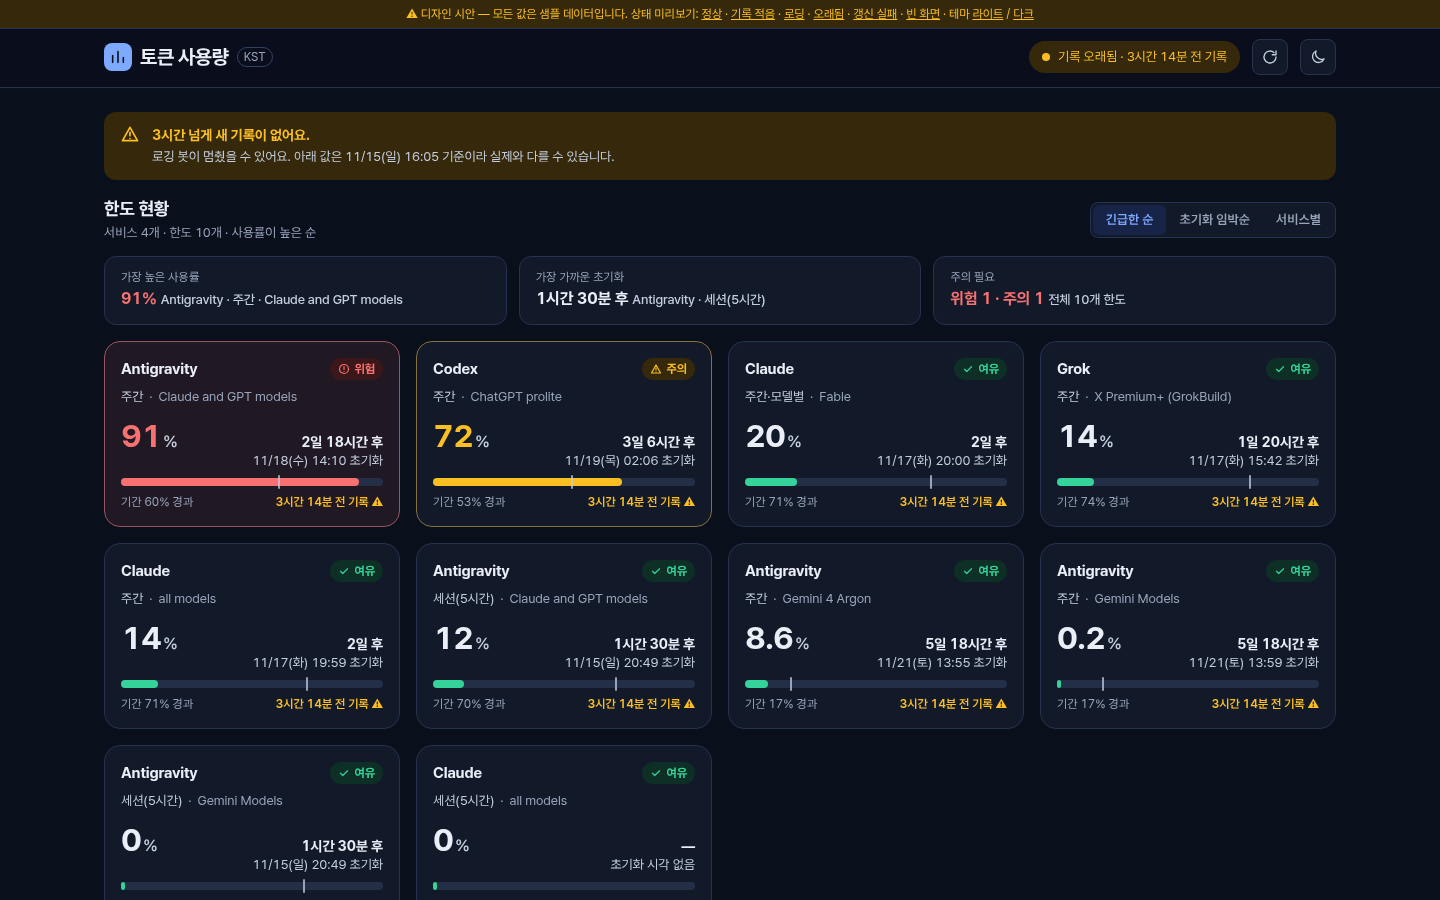 ⚠ 디자인 시안 — 모든 값은 샘플 데이터입니다. 상태 미리보기: 정상 · 기록 적음 · 로딩 · 오래됨 · 갱신 실패 · 빈 화면 · 테마 라이트 / 다크
토큰 사용량 KST
기록 오래됨 · 3시간 14분 전 기록
3시간 넘게 새 기록이 없어요.
로깅 봇이 멈췄을 수 있어요. 아래 값은 11/15(일) 16:05 기준이라 실제와 다를 수 있습니다.
한도 현황
서비스 4개 · 한도 10개 · 사용률이 높은 순
긴급한 순 초기화 임박순 서비스별
가장 높은 사용률
91% Antigravity · 주간 · Claude and GPT models
가장 가까운 초기화
1시간 30분 후 Antigravity · 세션(5시간)
주의 필요
위험 1 · 주의 1 전체 10개 한도
Antigravity 위험
주간 · Claude and GPT models
91% 2일 18시간 후
11/18(수) 14:10 초기화
기간 60% 경과 3시간 14분 전 기록 ⚠
Codex 주의
주간 · ChatGPT prolite
72% 3일 6시간 후
11/19(목) 02:06 초기화
기간 53% 경과 3시간 14분 전 기록 ⚠
Claude 여유
주간·모델별 · Fable
20% 2일 후
11/17(화) 20:00 초기화
기간 71% 경과 3시간 14분 전 기록 ⚠
Grok 여유
주간 · X Premium+ (GrokBuild)
14% 1일 20시간 후
11/17(화) 15:42 초기화
기간 74% 경과 3시간 14분 전 기록 ⚠
Claude 여유
주간 · all models
14% 2일 후
11/17(화) 19:59 초기화
기간 71% 경과 3시간 14분 전 기록 ⚠
Antigravity 여유
세션(5시간) · Claude and GPT models
12% 1시간 30분 후
11/15(일) 20:49 초기화
기간 70% 경과 3시간 14분 전 기록 ⚠
Antigravity 여유
주간 · Gemini 4 Argon
8.6% 5일 18시간 후
11/21(토) 13:55 초기화
기간 17% 경과 3시간 14분 전 기록 ⚠
Antigravity 여유
주간 · Gemini Models
0.2% 5일 18시간 후
11/21(토) 13:59 초기화
기간 17% 경과 3시간 14분 전 기록 ⚠
Antigravity 여유
세션(5시간) · Gemini Models
0% 1시간 30분 후
11/15(일) 20:49 초기화
Claude 여유
세션(5시간) · all models
0% —
초기화 시각 없음